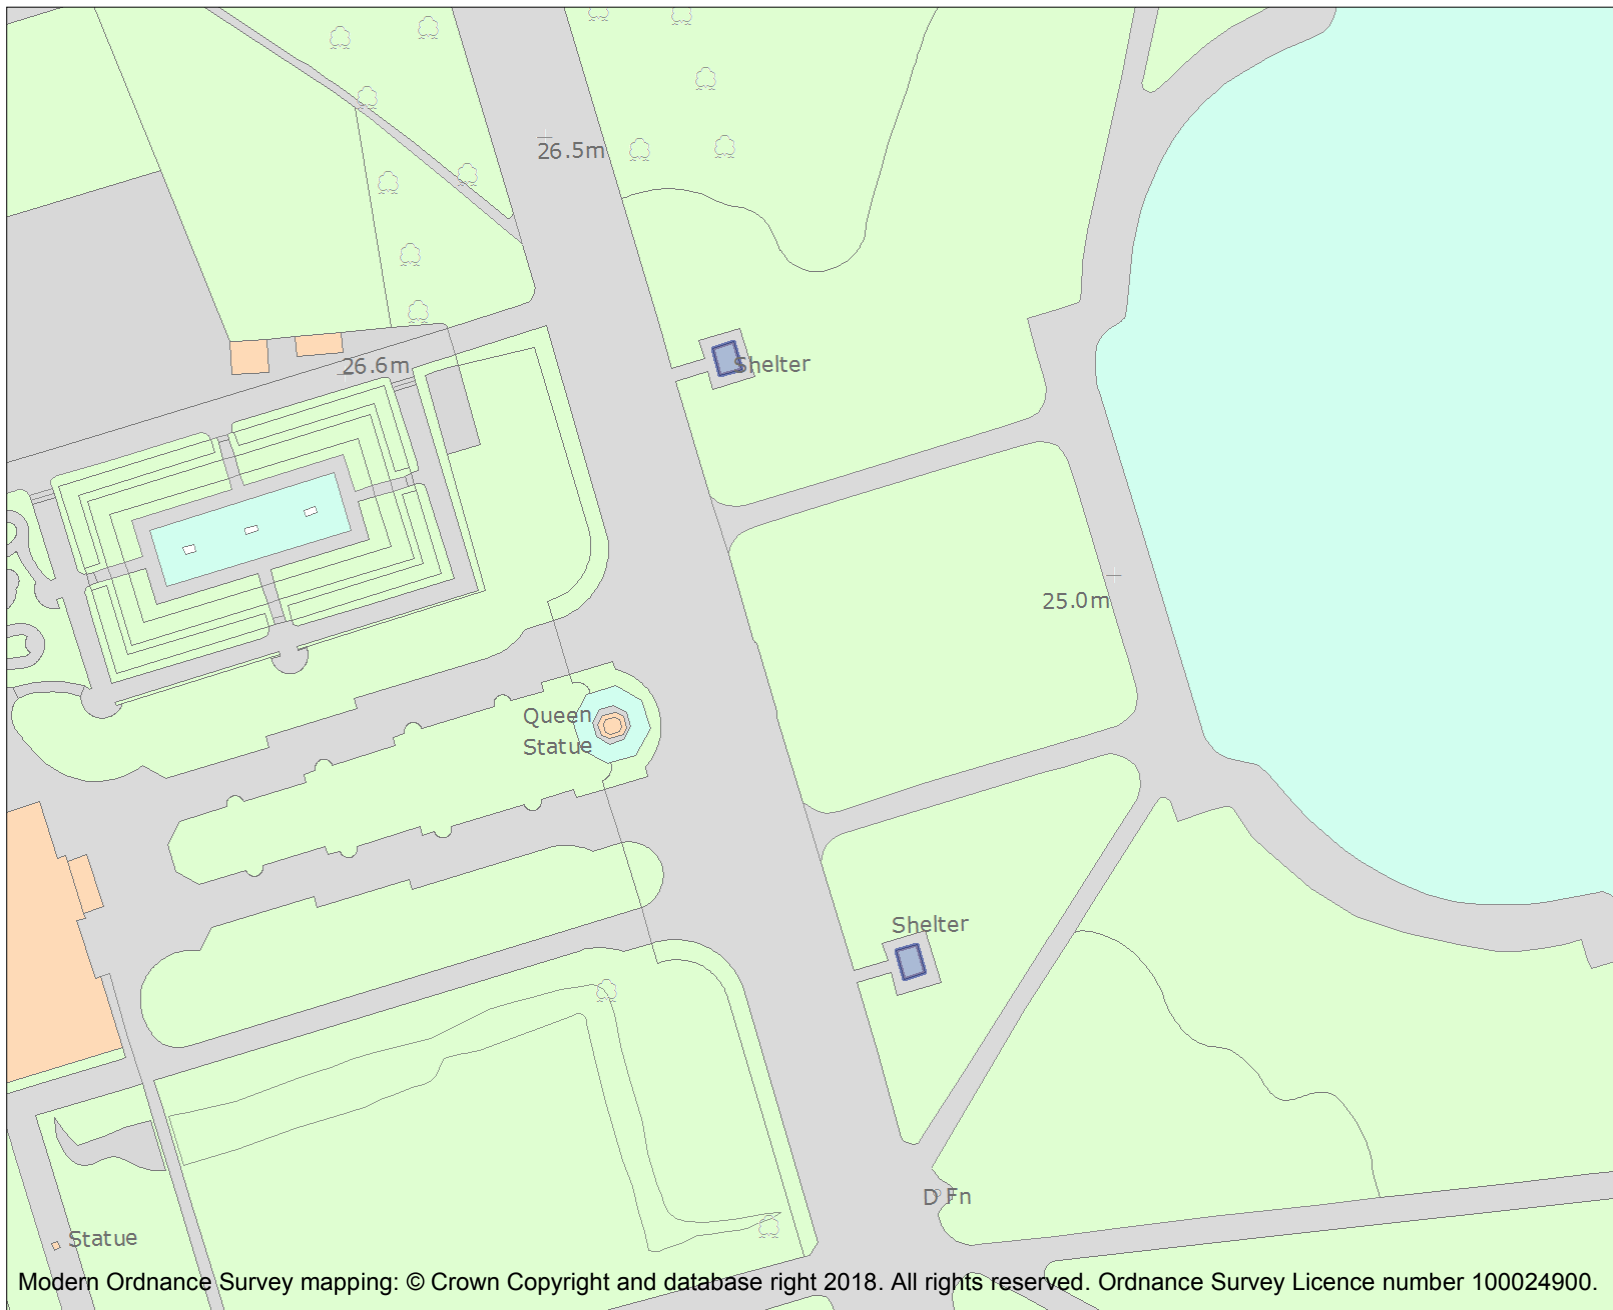 26.5m
Shelter
26.6m
25.0m
Queen
Statue
Shelter
D Fn
Statue
Modern Ordnance Survey mapping: © Crown Copyright and database right 2018. All rights reserved. Ordnance Survey Licence number 100024900.